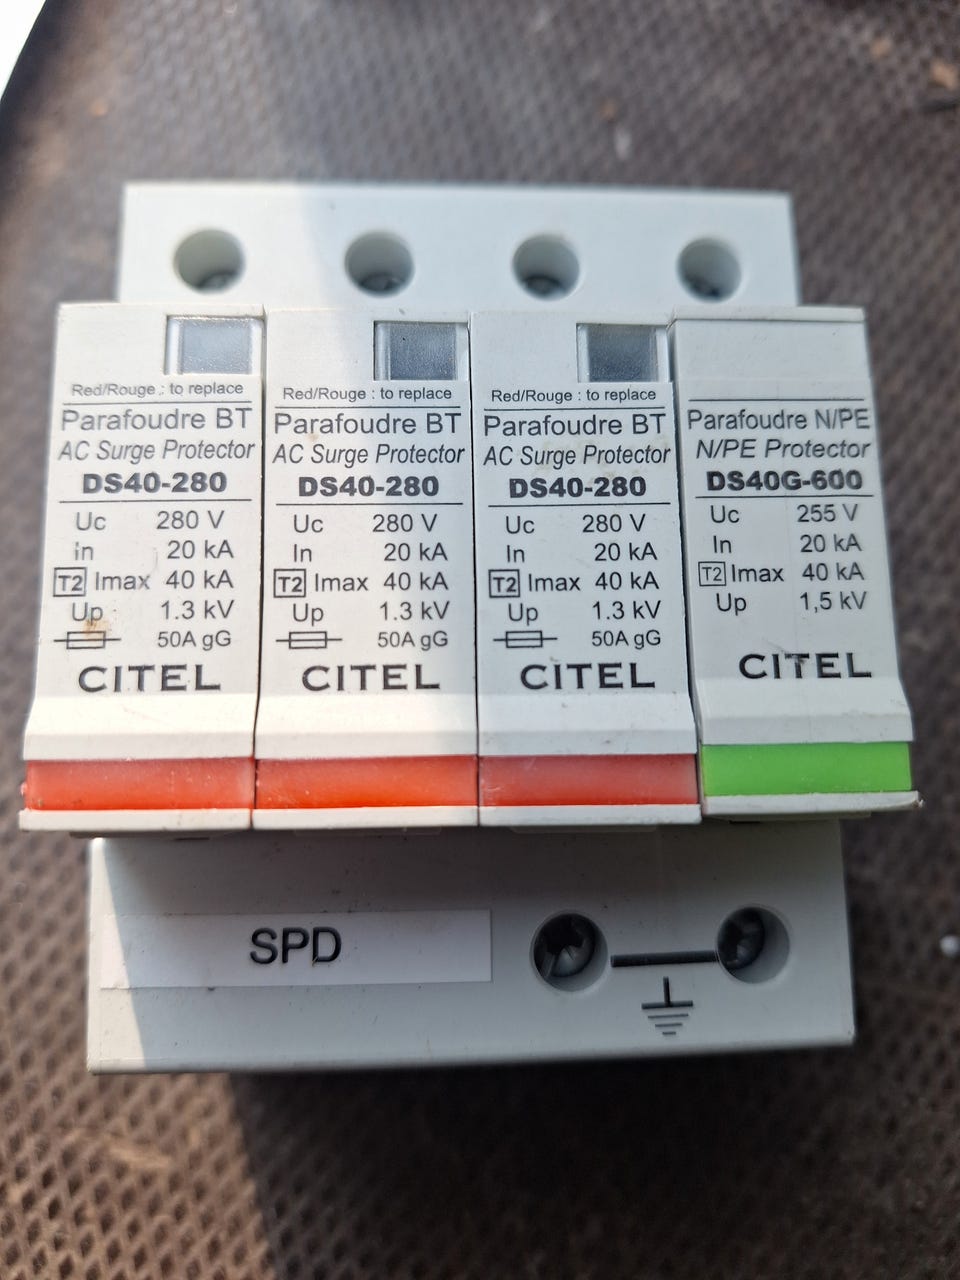 Red/Rouge : to replace
Parafoudre BT
AC Surge Protector
DS40-280
Uc 280 V
In 20 kA
T2 Imax 40 kA
Up 1.3 kV
50A gG
CITEL
Red/Rouge : to replace
Parafoudre BT
AC Surge Protector
DS40-280
Uc 280 V
In 20 kA
T2 Imax 40 kA
Up 1.3 kV
50A gG
CITEL
Red/Rouge : to replace
Parafoudre BT
AC Surge Protector
DS40-280
Uc 280 V
In 20 kA
T2 Imax 40 kA
Up 1.3 kV
50A gG
CITEL
Parafoudre N/PE
N/PE Protector
DS40G-600
Uc 255 V
In 20 kA
T2 Imax 40 kA
Up 1,5 kV
CITEL
SPD